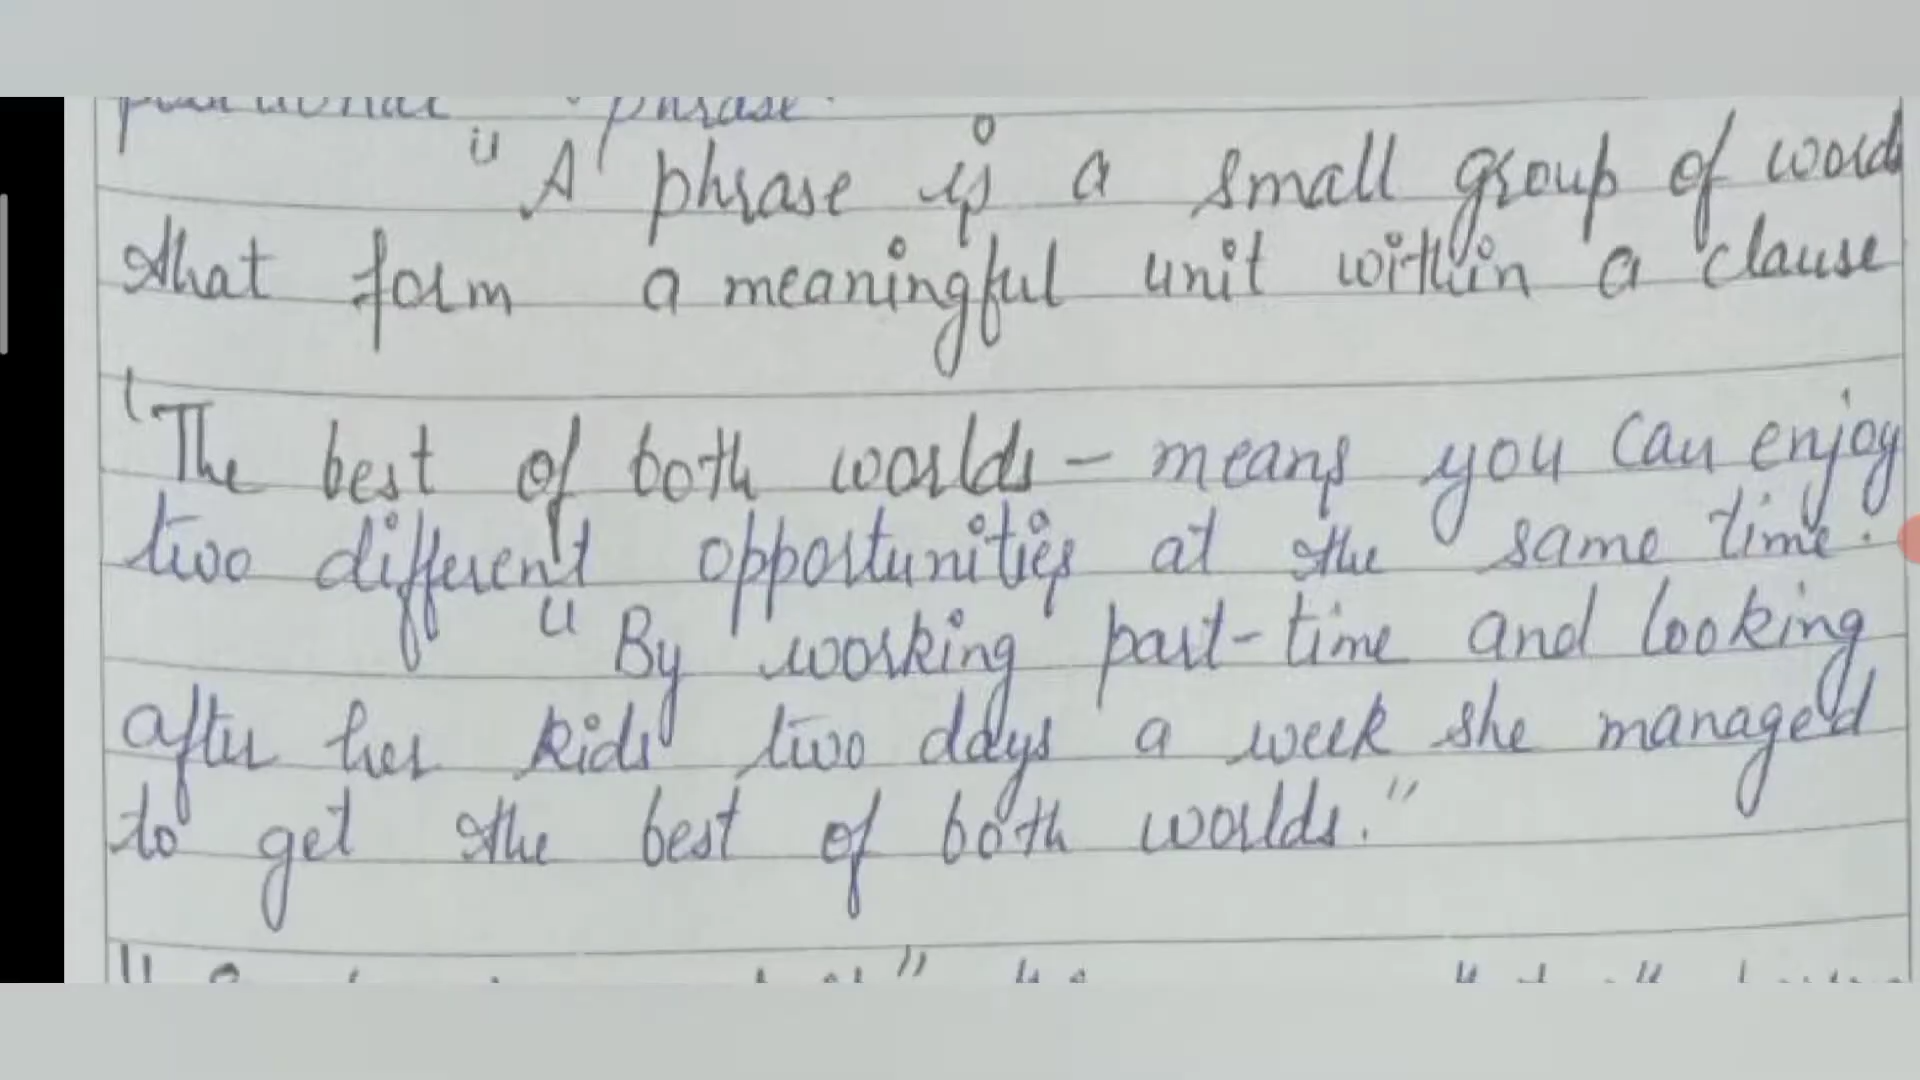 phrase.
" A phrase is a small group of words
that form a meaningful unit within a clause
'The best of both worlds - means you can enjoy
two different opportunities at the same time.
" By working part-time and looking
after her kids two days a week she managed
to get the best of both worlds."